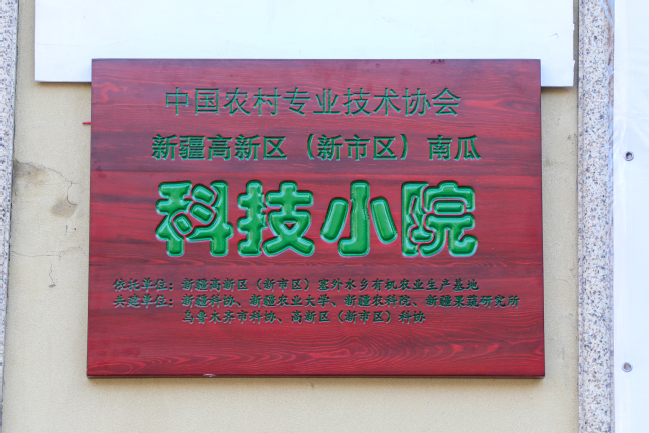 中国农村专业技术协会
新疆高新区（新市区）南瓜
科技小院
依托单位：新疆高新区（新市区）塞外水乡有机农业生产基地
共建单位：新疆科协、新疆农业大学、新疆农科院、新疆果蔬研究所
乌鲁木齐市科协、高新区（新市区）科协